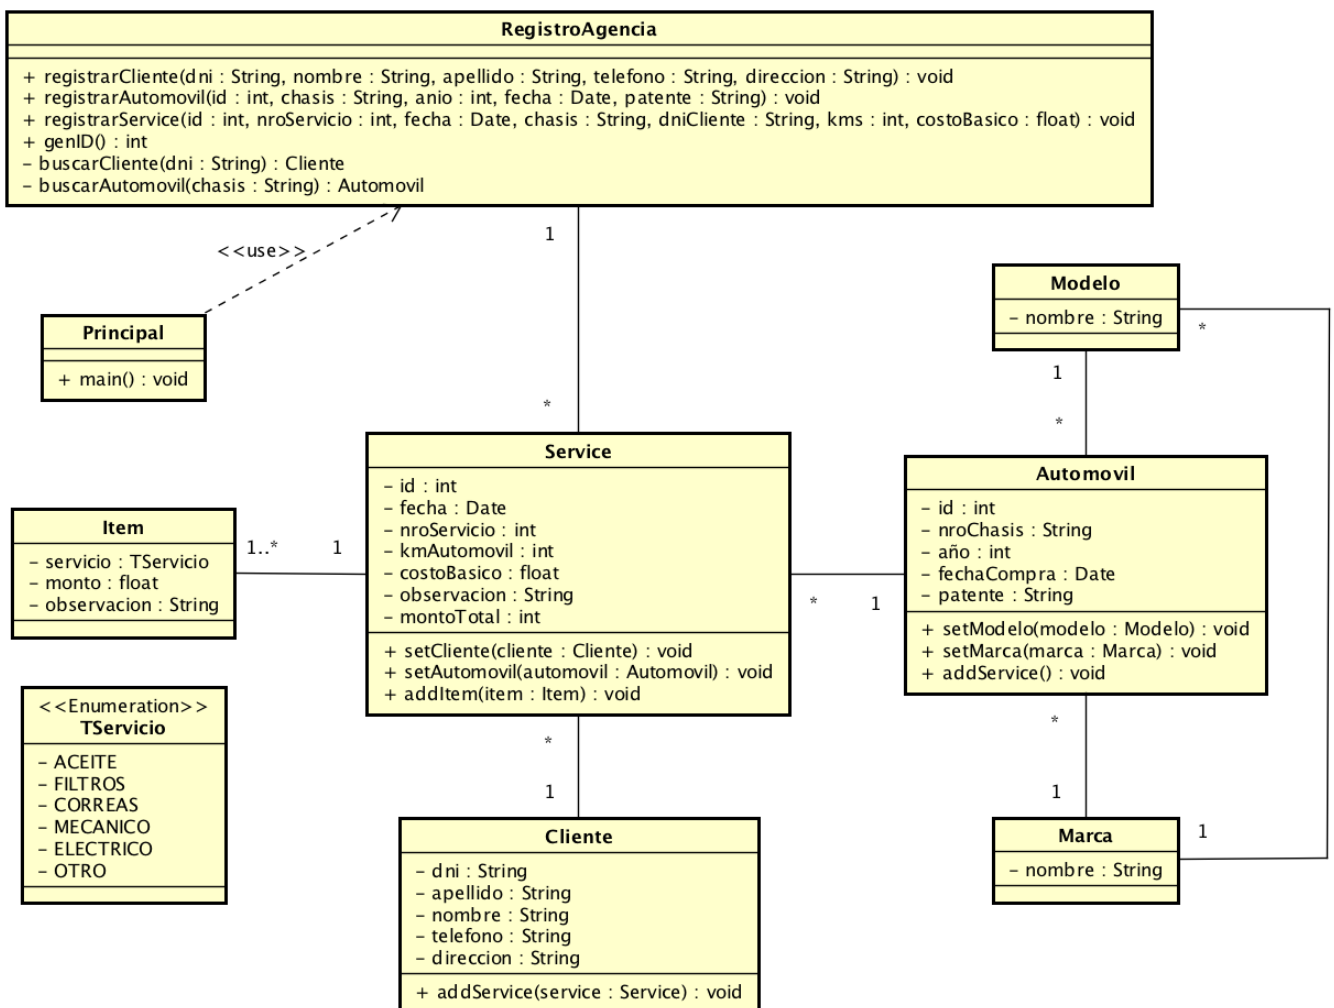 RegistroAgencia
+ registrarCliente(dni : String, nombre : String, apellido : String, telefono : String, direccion : String) : void
+ registrarAutomovil(id : int, chasis : String, anio : int, fecha : Date, patente : String) : void
+ registrarService(id : int, nroServicio : int, fecha : Date, chasis : String, dniCliente : String, kms : int, costoBasico : float) : void
+ genID() : int
- buscarCliente(dni : String) : Cliente
- buscarAutomovil(chasis : String) : Automovil
<<use>>
1
*
Principal
+ main() : void
Modelo
- nombre : String
*
1
*
Service
- id : int
- fecha : Date
- nroServicio : int
- kmAutomovil : int
- costoBasico : float
- observacion : String
- montoTotal : int
+ setCliente(cliente : Cliente) : void
+ setAutomovil(automovil : Automovil) : void
+ addItem(item : Item) : void
Automovil
- id : int
- nroChasis : String
- año : int
- fechaCompra : Date
- patente : String
+ setModelo(modelo : Modelo) : void
+ setMarca(marca : Marca) : void
+ addService() : void
Item
- servicio : TServicio
- monto : float
- observacion : String
1..*
1
*
1
<<Enumeration>>
TServicio
- ACEITE
- FILTROS
- CORREAS
- MECANICO
- ELECTRICO
- OTRO
*
1
*
1
Cliente
- dni : String
- apellido : String
- nombre : String
- telefono : String
- direccion : String
+ addService(service : Service) : void
Marca
- nombre : String
1